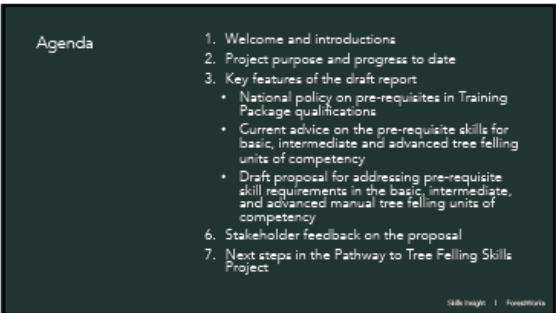 Agenda
1. Welcome and introductions
2. Project purpose and progress to date
3. Key features of the draft report
• National policy on pre-requisites in Training
Package qualifications
• Current advice on the pre-requisite skills for
basic, intermediate and advanced tree felling
units of competency
• Draft proposal for addressing pre-requisite
skill requirements in the basic, intermediate,
and advanced manual tree felling units of
competency
6. Stakeholder feedback on the proposal
7. Next steps in the Pathway to Tree Felling Skills
Project
Skills Insight | ForestWorks